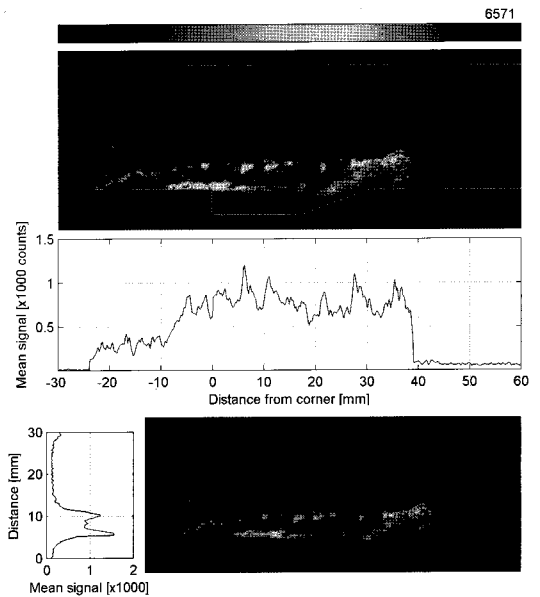 6571
Mean signal [x1000 counts]
1.5
1
0.5
-30 -20 -10 0 10 20 30 40 50 60
Distance from corner [mm]
Distance [mm]
30
20
10
0
0 1 2
Mean signal [x1000]